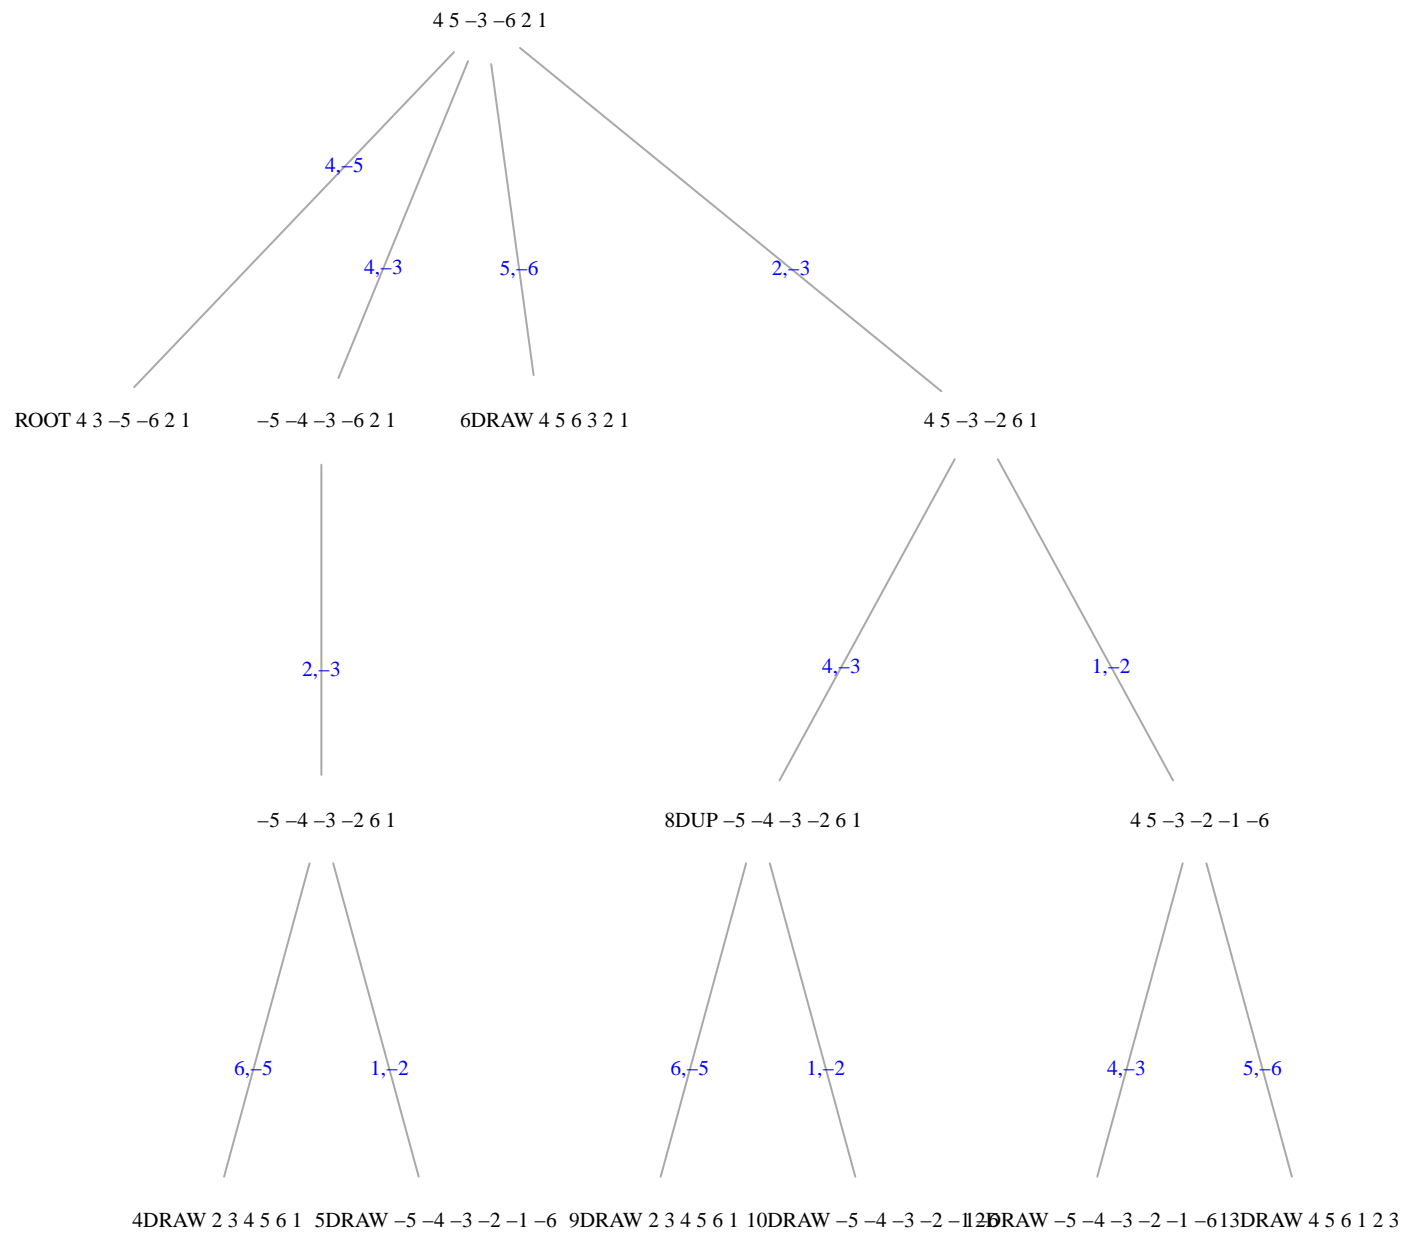 4 5 –3 –6 2 1
4,–5
4,–3
5,–6
2,–3
ROOT 4 3 –5 –6 2 1
–5 –4 –3 –6 2 1
6DRAW 4 5 6 3 2 1
4 5 –3 –2 6 1
2,–3
4,–3
1,–2
–5 –4 –3 –2 6 1
8DUP –5 –4 –3 –2 6 1
4 5 –3 –2 –1 –6
6,–5
1,–2
6,–5
1,–2
4,–3
5,–6
4DRAW 2 3 4 5 6 1
5DRAW –5 –4 –3 –2 –1 –6
9DRAW 2 3 4 5 6 1
10DRAW –5 –4 –3 –2 –1 –6
12DRAW –5 –4 –3 –2 –1 –6
13DRAW 4 5 6 1 2 3